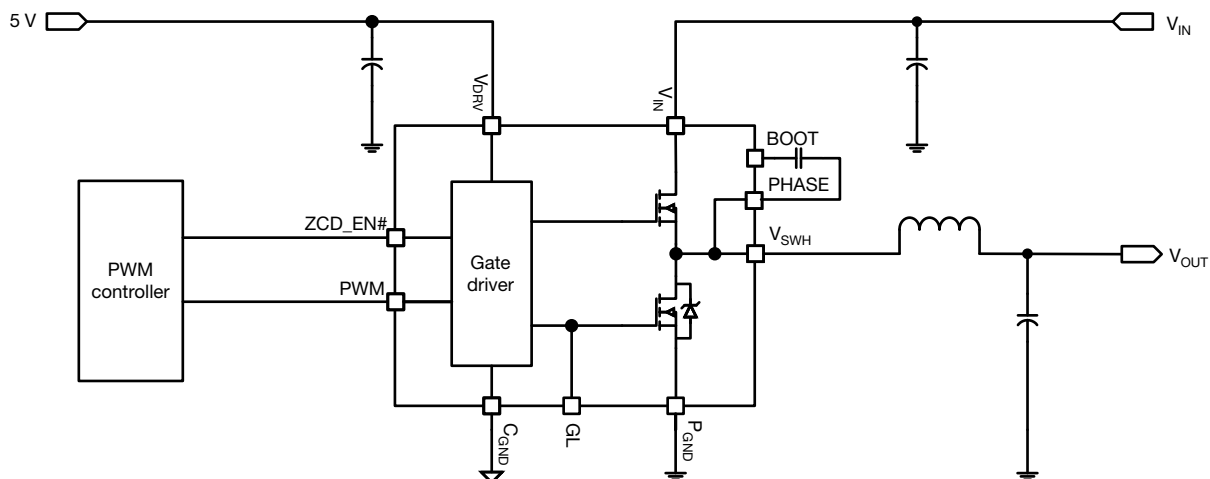 5 V
V_IN
V_DRV
V_IN
BOOT
PHASE
ZCD_EN#
V_SWH
PWM controller
Gate driver
PWM
V_OUT
C_GND
GL
P_GND